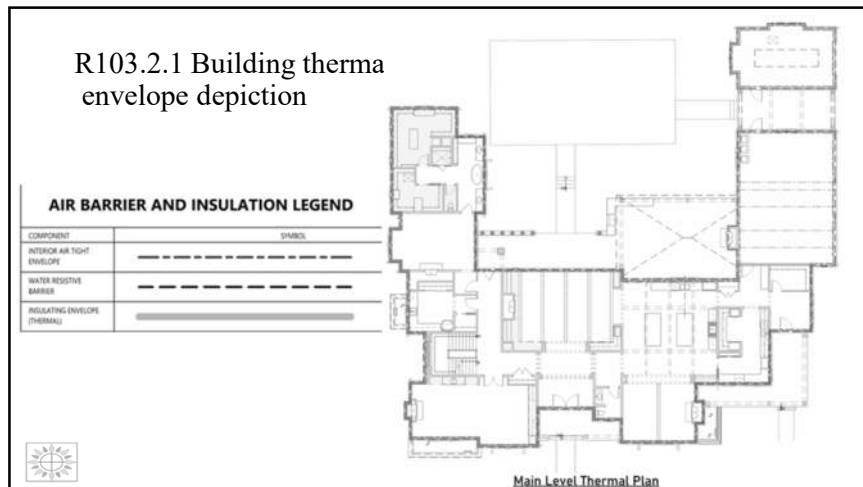 R103.2.1 Building therma
envelope depiction
AIR BARRIER AND INSULATION LEGEND
COMPONENT SYMBOL
INTERIOR AIR TIGHT
ENVELOPE
WATER RESISTIVE
BARRIER
INSULATING ENVELOPE
(THERMAL)
Main Level Thermal Plan